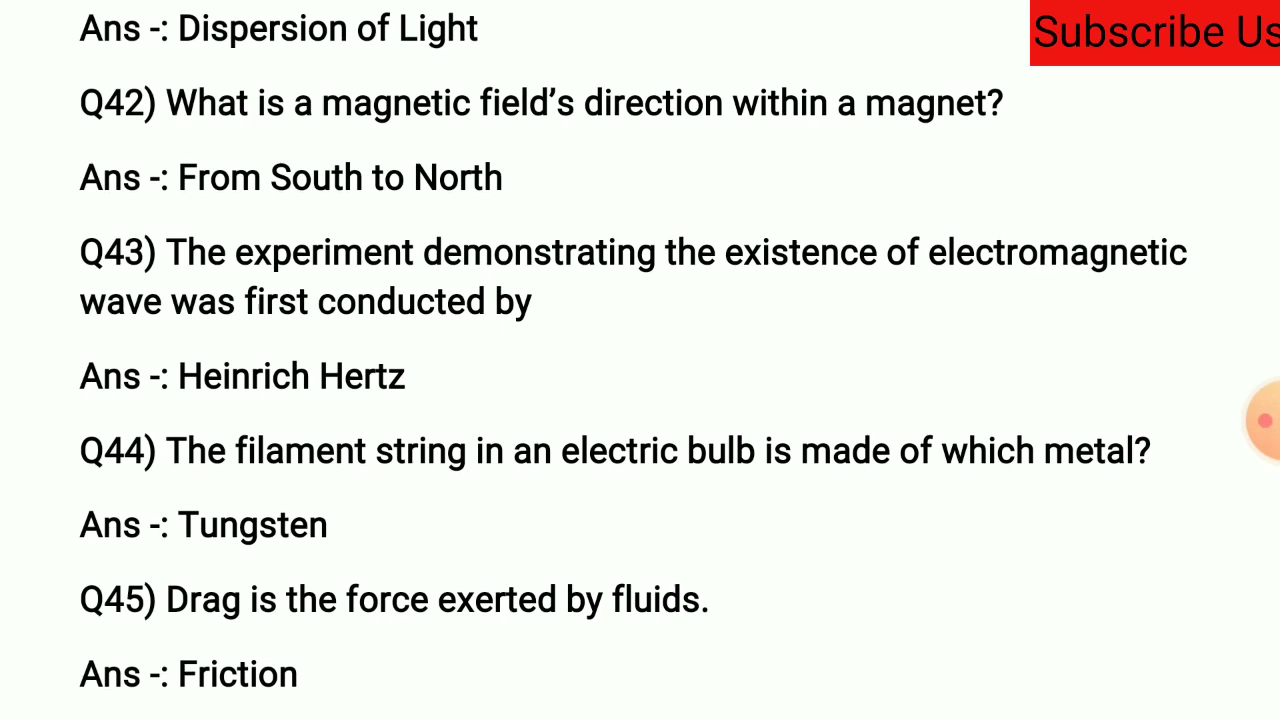 Ans -: Dispersion of Light
Subscribe Us
Q42) What is a magnetic field’s direction within a magnet?
Ans -: From South to North
Q43) The experiment demonstrating the existence of electromagnetic
wave was first conducted by
Ans -: Heinrich Hertz
Q44) The filament string in an electric bulb is made of which metal?
Ans -: Tungsten
Q45) Drag is the force exerted by fluids.
Ans -: Friction